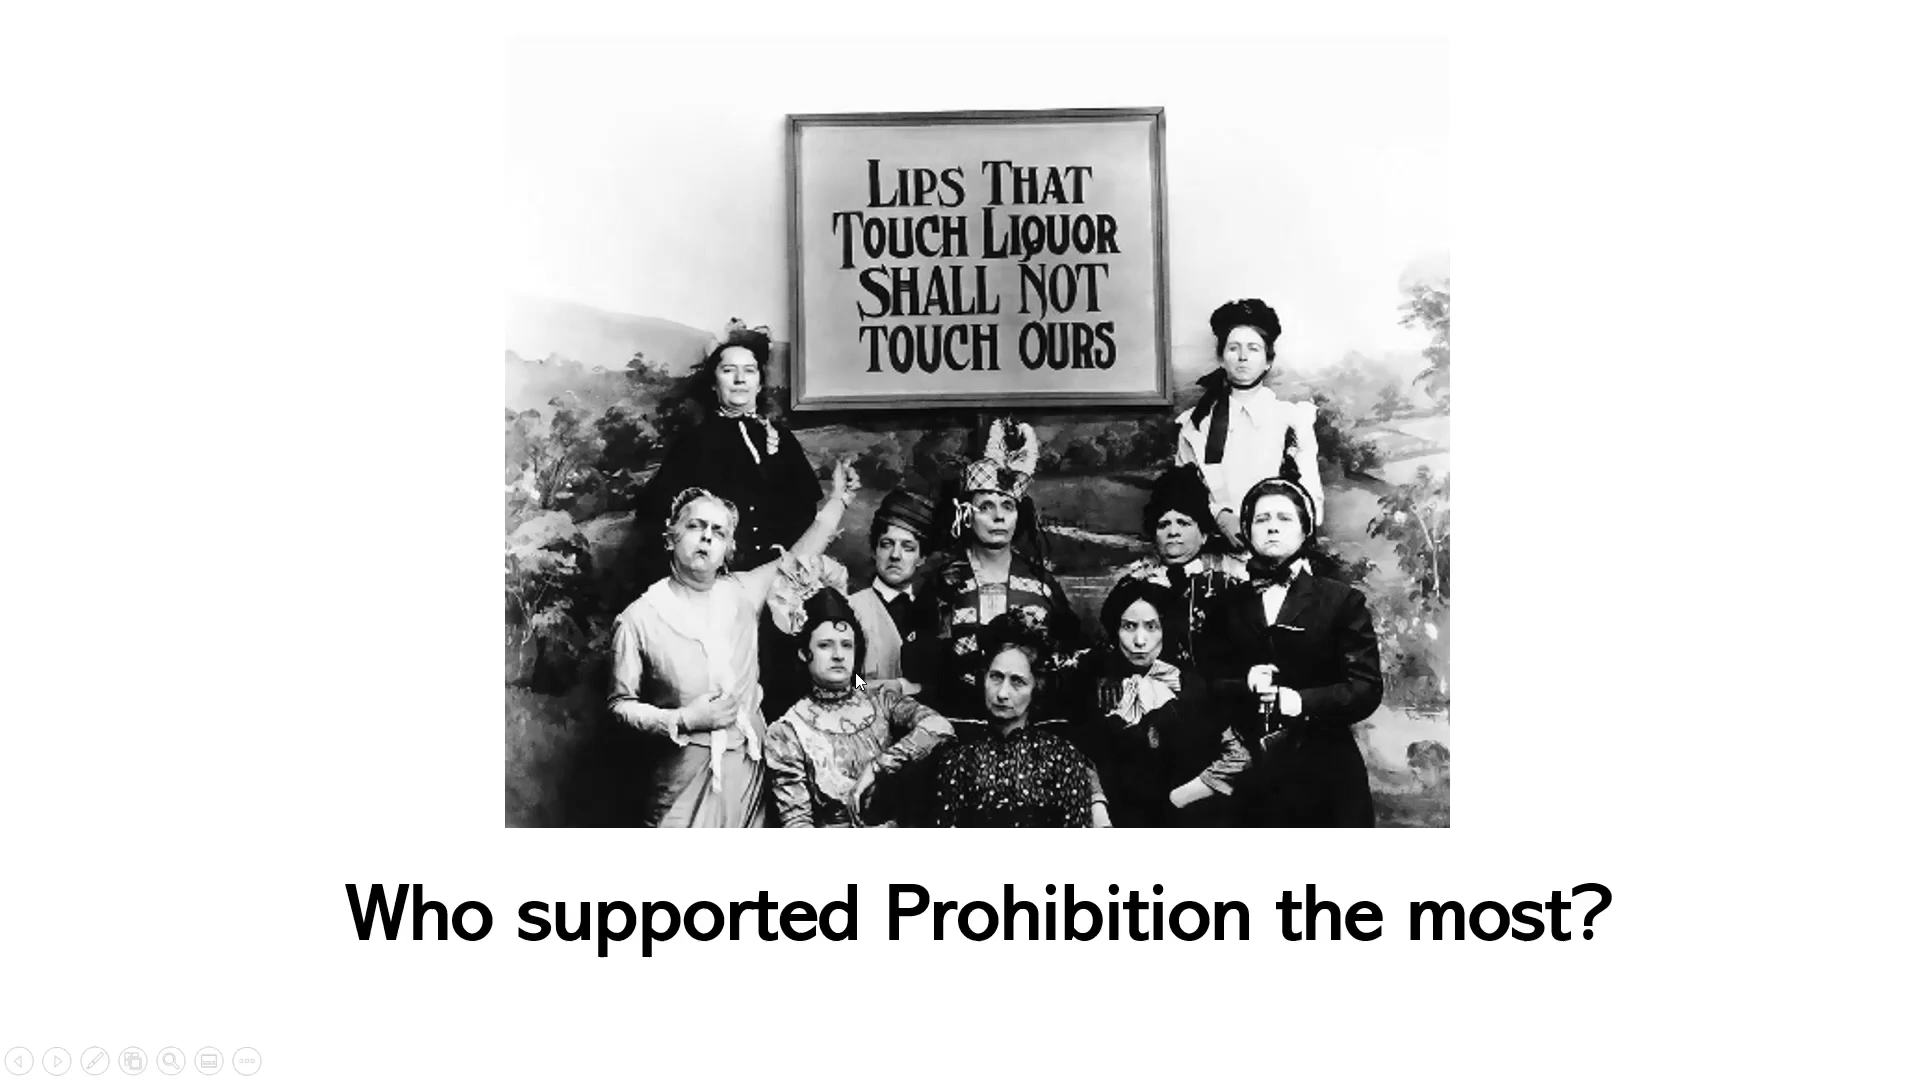 Lips That
Touch Liquor
Shall Not
Touch Ours
Who supported Prohibition the most?